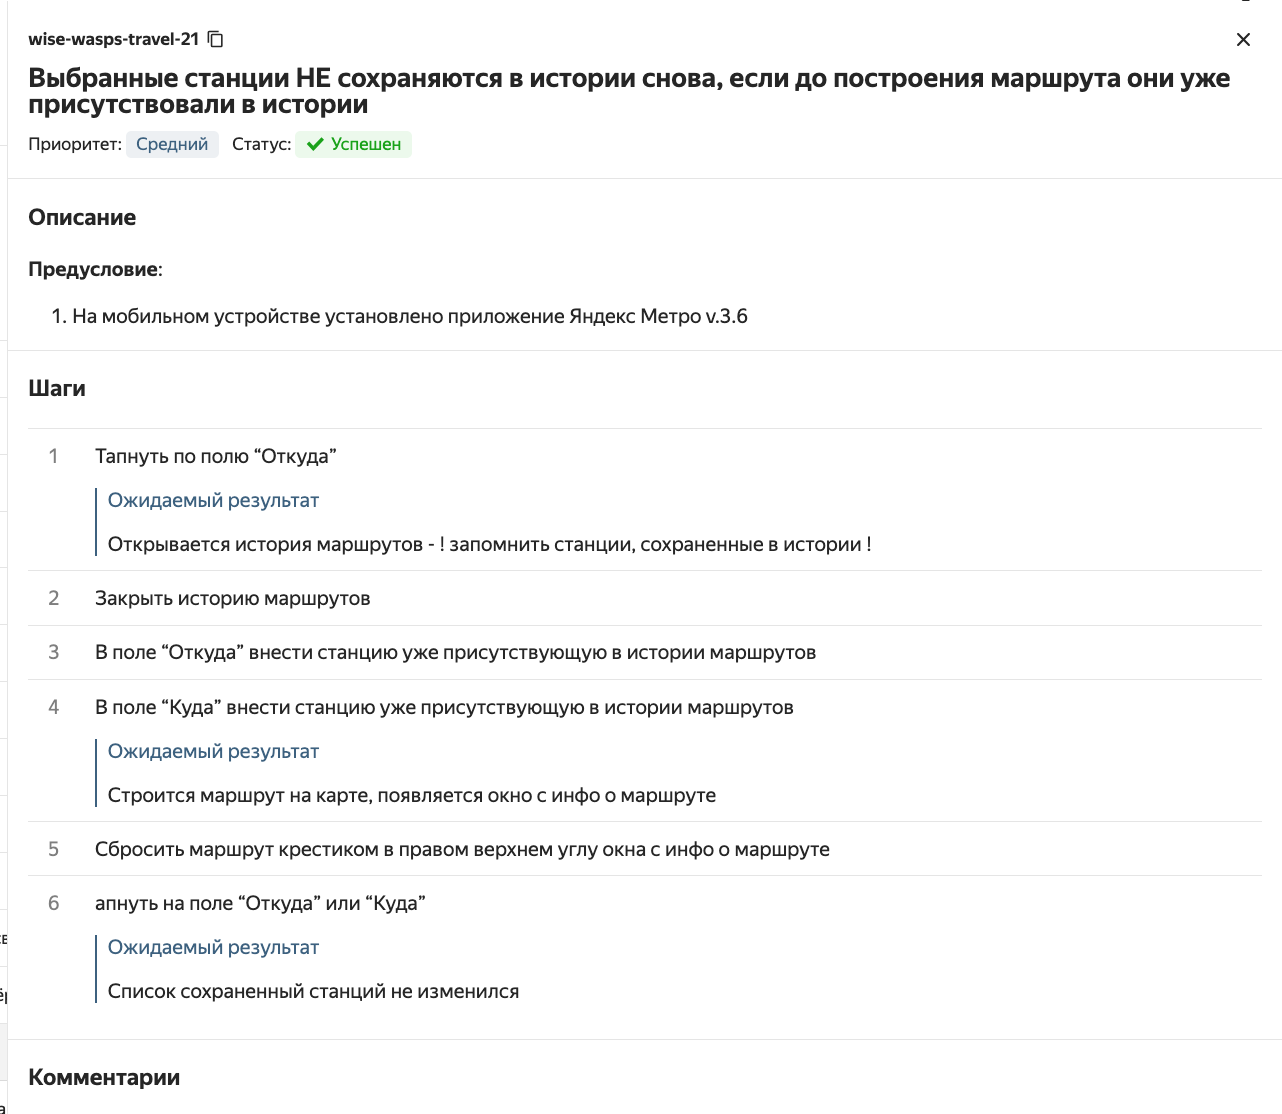 wise-wasps-travel-21
Выбранные станции НЕ сохраняются в истории снова, если до построения маршрута они уже
присутствовали в истории
Приоритет: Средний Статус: Успешен
Описание
Предусловие:
1. На мобильном устройстве установлено приложение Яндекс Метро v.3.6
Шаги
1 Тапнуть по полю “Откуда”
Ожидаемый результат
Открывается история маршрутов - ! запомнить станции, сохраненные в истории !
2 Закрыть историю маршрутов
3 В поле “Откуда” внести станцию уже присутствующую в истории маршрутов
4 В поле “Куда” внести станцию уже присутствующую в истории маршрутов
Ожидаемый результат
Строится маршрут на карте, появляется окно с инфо о маршруте
5 Сбросить маршрут крестиком в правом верхнем углу окна с инфо о маршруте
6 апнуть на поле “Откуда” или “Куда”
Ожидаемый результат
Список сохраненный станций не изменился
Комментарии